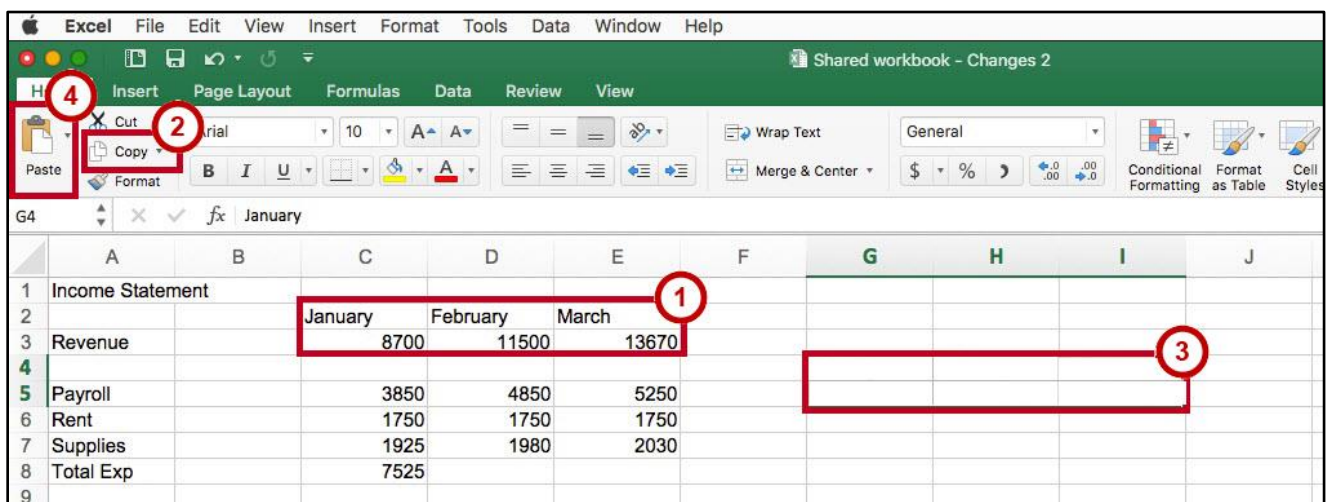 Excel File Edit View Insert Format Tools Data Window Help
Shared workbook - Changes 2
Insert Page Layout Formulas Data Review View
4
Cut
2
10 A A
Wrap Text
General
Copy
Paste
Format
B I U
A
Merge & Center
$ % )
.0 .00
.00 .0
Conditional Formatting
Format as Table
Cell Styles
G4 fx January
A B C D E F G H I J
1 Income Statement
1
2 January February March
3 Revenue 8700 11500 13670
3
4
5 Payroll 3850 4850 5250
6 Rent 1750 1750 1750
7 Supplies 1925 1980 2030
8 Total Exp 7525
9